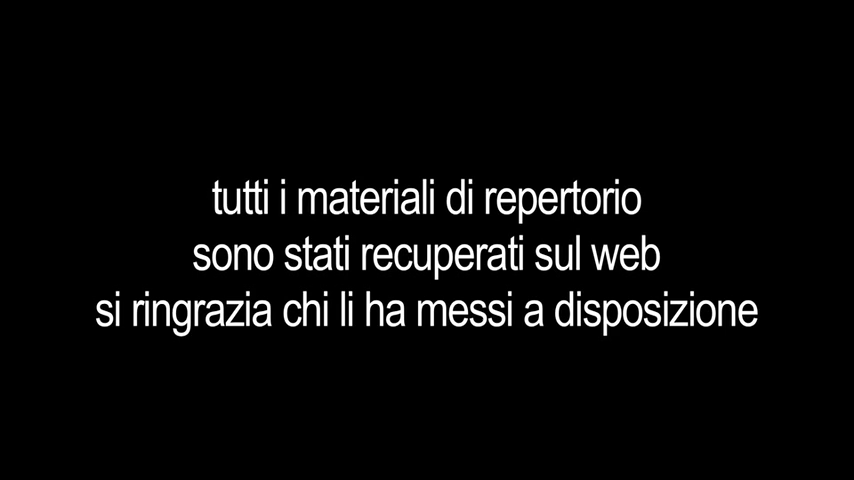 tutti i materiali di repertorio
sono stati recuperati sul web
si ringrazia chi li ha messi a disposizione